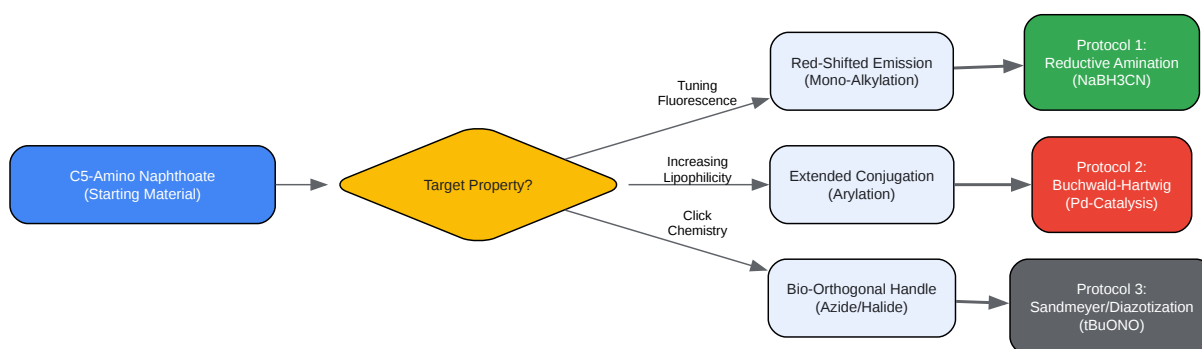 C5-Amino Naphthoate
(Starting Material)
Target Property?
Tuning
Fluorescence
Increasing
Lipophilicity
Click
Chemistry
Red-Shifted Emission
(Mono-Alkylation)
Extended Conjugation
(Arylation)
Bio-Orthogonal Handle
(Azide/Halide)
Protocol 1:
Reductive Amination
(NaBH3CN)
Protocol 2:
Buchwald-Hartwig
(Pd-Catalysis)
Protocol 3:
Sandmeyer/Diazotization
(tBuONO)